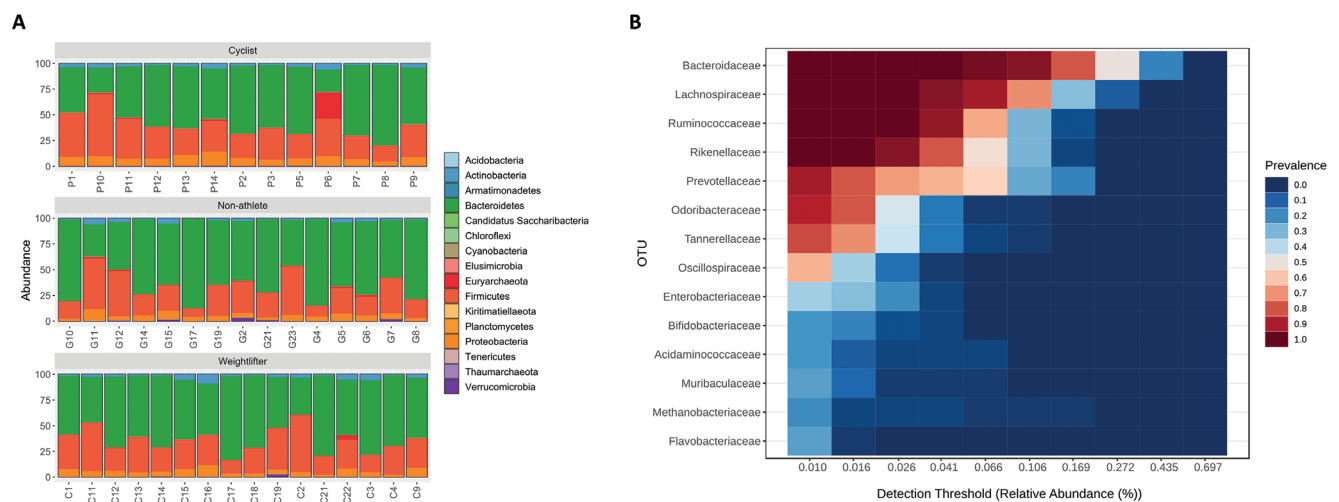 A
Cyclist
100
75
50
25
0
P1 P10 P11 P12 P13 P14 P2 P3 P5 P6 P7 P8 P9
Non-athlete
100
75
50
25
0
G10 G11 G12 G14 G15 G17 G19 G2 G21 G23 G4 G5 G6 G7 G8
Weightlifter
100
75
50
25
0
C1 C11 C12 C13 C14 C15 C16 C17 C18 C19 C2 C21 C22 C3 C4 C9
Abundance
Acidobacteria
Actinobacteria
Armatimonadetes
Bacteroidetes
Candidatus Saccharibacteria
Chloroflexi
Cyanobacteria
Elusimicrobia
Euryarchaeota
Firmicutes
Kiritimatiellaeota
Planctomycetes
Proteobacteria
Tenericutes
Thaumarchaeota
Verrucomicrobia
B
OTU
Bacteroidaceae
Lachnospiraceae
Ruminococcaceae
Rikenellaceae
Prevotellaceae
Odoribacteraceae
Tannerellaceae
Oscillospiraceae
Enterobacteriaceae
Bifidobacteriaceae
Acidaminococcaceae
Muribaculaceae
Methanobacteriaceae
Flavobacteriaceae
0.010 0.016 0.026 0.041 0.066 0.106 0.169 0.272 0.435 0.697
Detection Threshold (Relative Abundance (%))
Prevalence
0.0
0.1
0.2
0.3
0.4
0.5
0.6
0.7
0.8
0.9
1.0